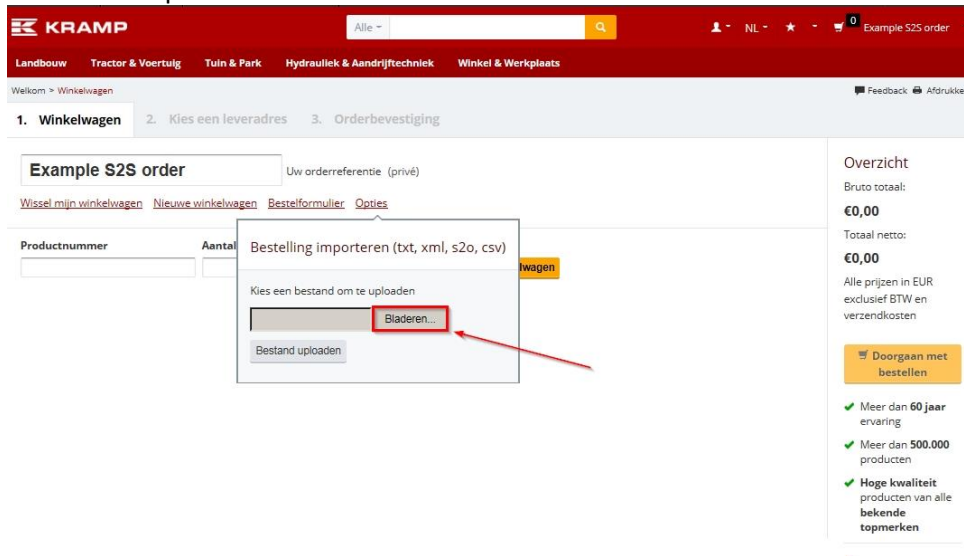 KRAMP
Alle
NL
0
Example S2S order
Landbouw Tractor & Voertuig Tuin & Park Hydrauliek & Aandrijftechniek Winkel & Werkplaats
Welkom > Winkelwagen
Feedback Afdrukke
1. Winkelwagen 2. Kies een leveradres 3. Orderbevestiging
Example S2S order
Uw orderreferentie (privé)
Wissel mijn winkelwagen Nieuwe winkelwagen Bestelformulier Opties
Productnummer Aantal
lwagen
Bestelling importeren (txt, xml, s2o, csv)
Kies een bestand om te uploaden
Bladeren...
Bestand uploaden
Overzicht
Bruto totaal:
€0,00
Totaal netto:
€0,00
Alle prijzen in EUR
exclusief BTW en
verzendkosten
Doorgaan met
bestellen
Meer dan 60 jaar
ervaring
Meer dan 500.000
producten
Hoge kwaliteit
producten van alle
bekende
topmerken